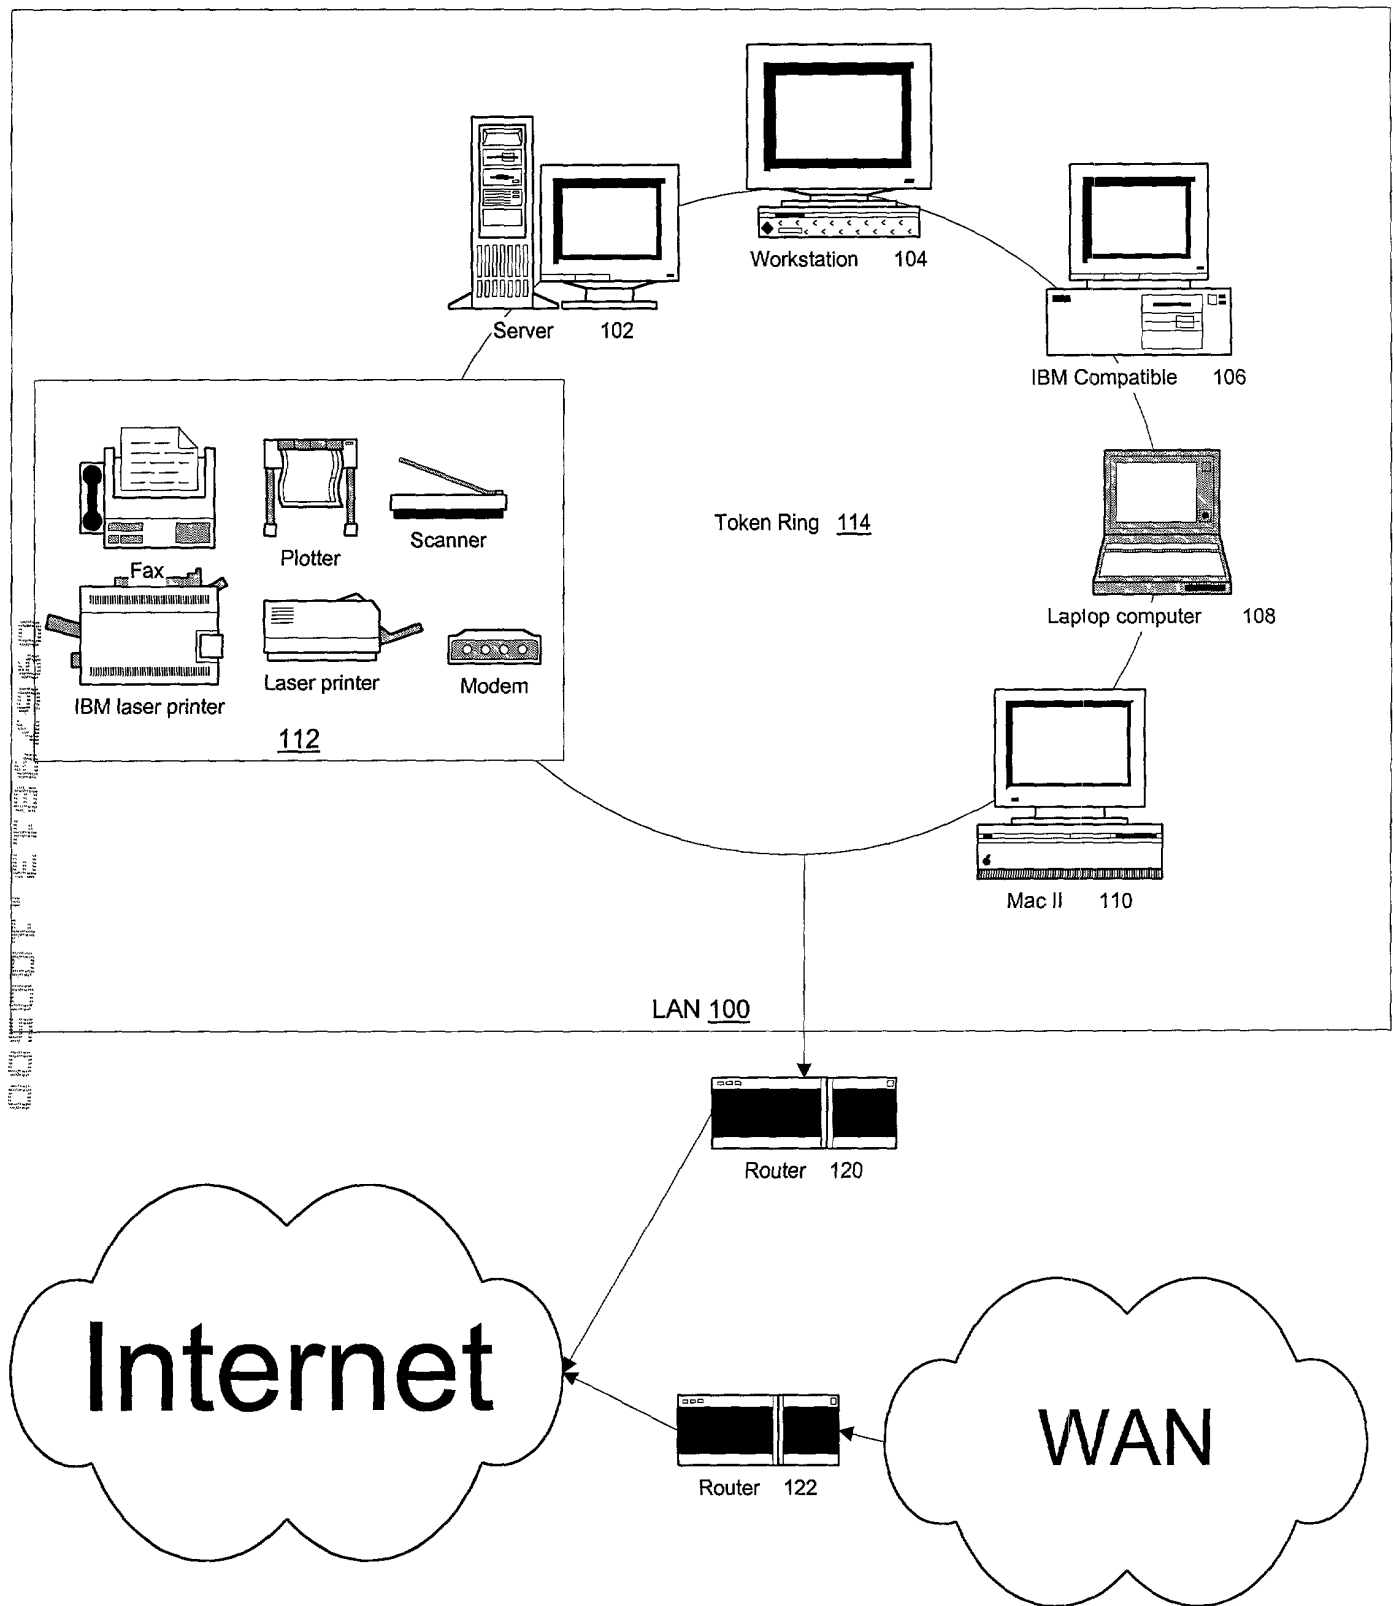 Workstation 104
Server 102
IBM Compatible 106
Fax
Plotter
Scanner
Token Ring 114
Laptop computer 108
IBM laser printer
Laser printer
Modem
112
Mac II 110
LAN 100
Router 120
Internet
WAN
Router 122